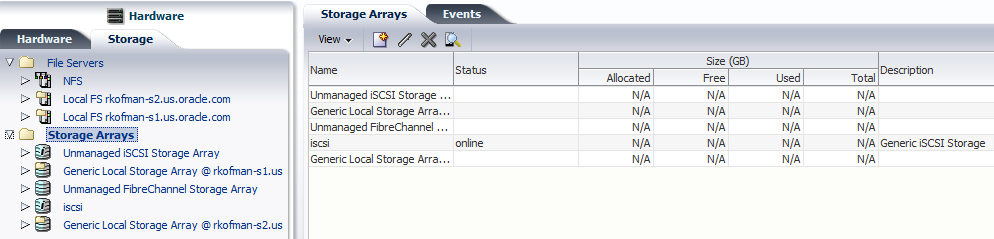 Hardware
Hardware Storage
File Servers
NFS
Local FS rkofman-s2.us.oracle.com
Local FS rkofman-s1.us.oracle.com
Storage Arrays
Unmanaged iSCSI Storage Array
Generic Local Storage Array @ rkofman-s1.us
Unmanaged FibreChannel Storage Array
iscsi
Generic Local Storage Array @ rkofman-s2.us
Storage Arrays Events
View
Name Status Size (GB) Description
Allocated Free Used Total
Unmanaged iSCSI Storage ... N/A N/A N/A N/A
Generic Local Storage Arra... N/A N/A N/A N/A
Unmanaged FibreChannel ... N/A N/A N/A N/A
iscsi online N/A N/A N/A N/A Generic iSCSI Storage
Generic Local Storage Arra... N/A N/A N/A N/A